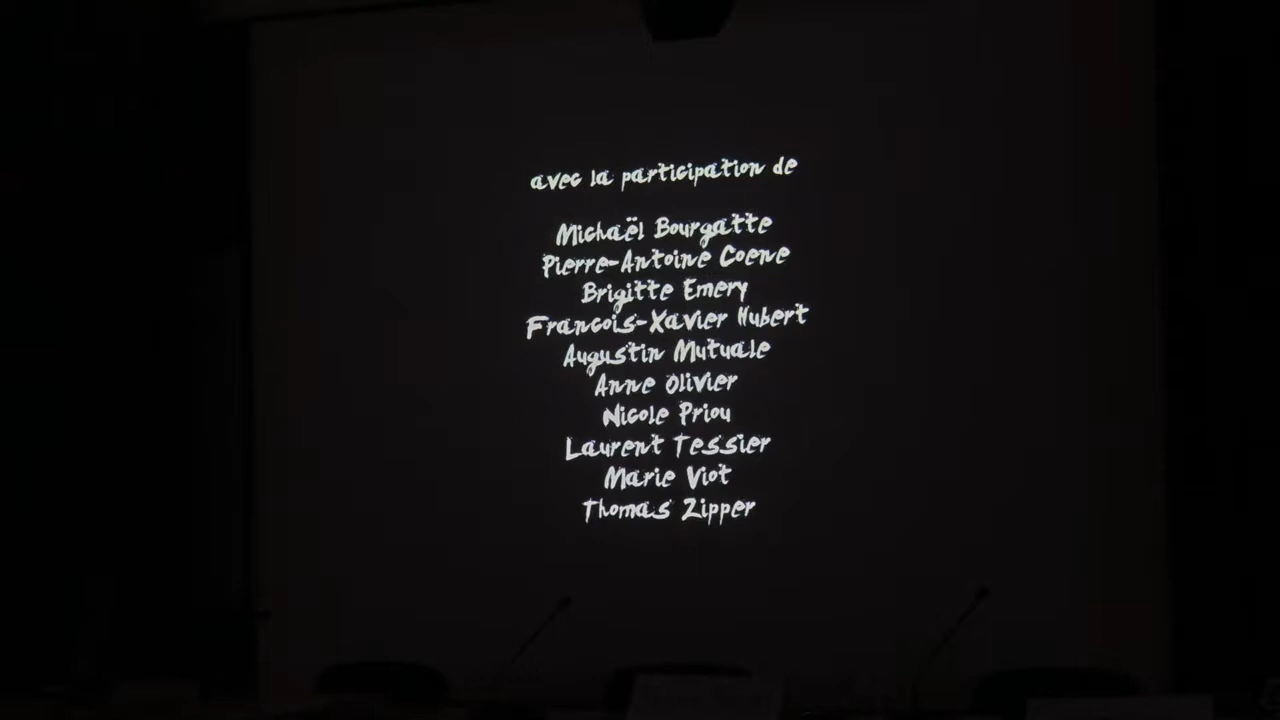 avec la participation de
Michaël Bourgatte
Pierre-Antoine Coene
Brigitte Emery
Francois-Xavier Hubert
Augustin Mutuale
Anne Olivier
Nicole Priou
Laurent Tessier
Marie Viot
Thomas Zipper